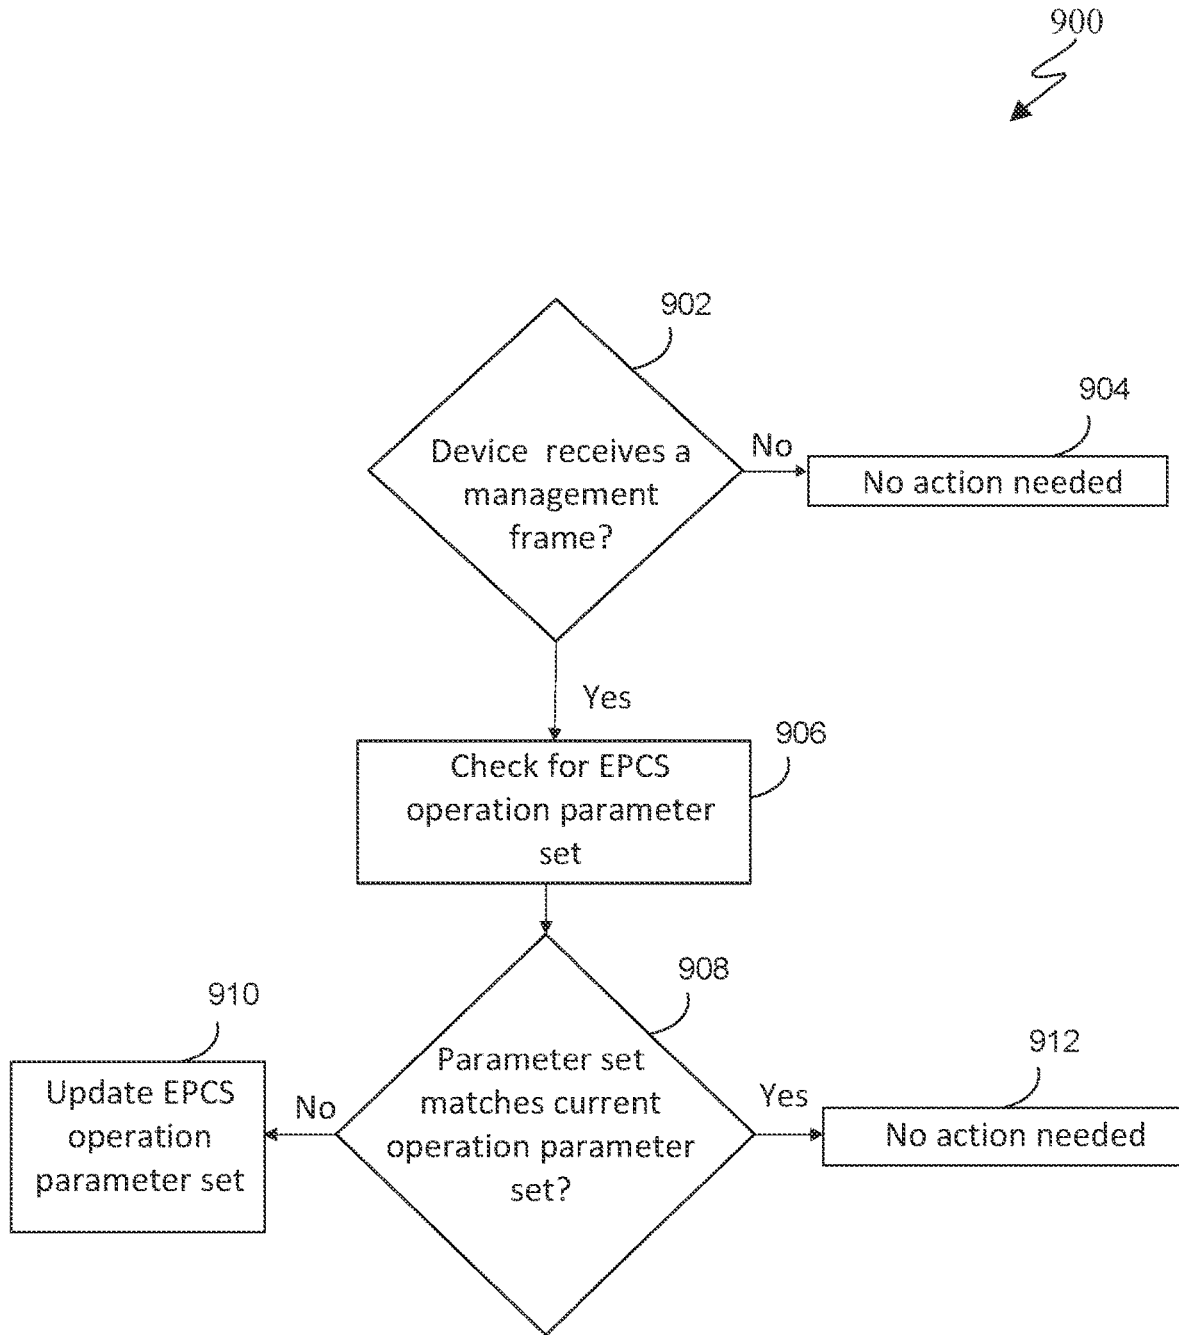 900
902
Device receives a
management
frame?
No
904
No action needed
Yes
906
Check for EPCS
operation parameter
set
908
Parameter set
matches current
operation parameter
set?
910
No
Update EPCS
operation
parameter set
Yes
912
No action needed